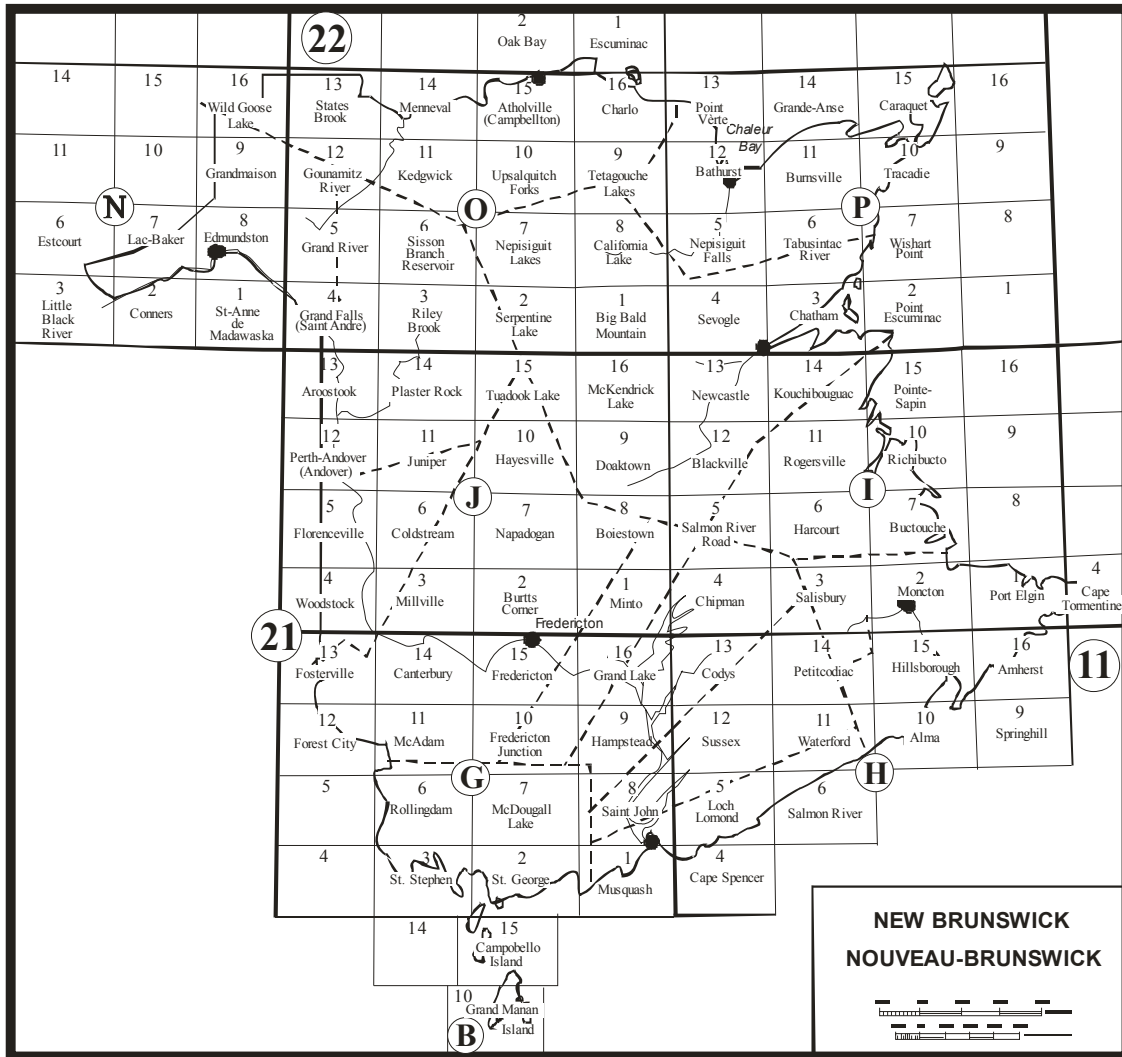 2 1
Oak Bay Escuminac
22
14 15 16 13 14 15 16 13 14 15 16
Wild Goose
Lake
States
Brook
Menneval
Atholville
(Campbellton)
Charlo
Point
Vèrte
Grande-Anse
Caraquet
Chaleur
Bay
11 10 9 12 11 10 9 12 11 10 9
Grandmaison
Gounamitz
River
Kedgwick
Upsalquitch
Forks
Tetagouche
Lakes
Bathurst
Burnsville
Tracadie
N O P
6 7 8 5 6 7 8 5 6 7 8
Estcourt
Lac-Baker
Edmundston
Grand River
Sisson
Branch
Reservoir
Nepisiguit
Lakes
California
Lake
Nepisiguit
Falls
Tabusintac
River
Wishart
Point
3 2 1 4 3 2 1 4 3 2 1
Little
Black
River
Conners
St-Anne
de
Madawaska
Grand Falls
(Saint Andre)
Riley
Brook
Serpentine
Lake
Big Bald
Mountain
Sevogle
Chatham
Point
Escuminac
13 14 15 16 13 14 15 16
Aroostook
Plaster Rock
Tuadook Lake
McKendrick
Lake
Newcastle
Kouchibouguac
Pointe-
Sapin
12 11 10 9 12 11 10 9
Perth-Andover
(Andover)
Juniper
Hayesville
Doaktown
Blackville
Rogersville
Richibucto
J I
5 6 7 8 5 6 7 8
Florenceville
Coldstream
Napadogan
Boiestown
Salmon River
Road
Harcourt
Buctouche
4 3 2 1 4 3 2 1 4
Woodstock
Millville
Burtts
Corner
Minto
Chipman
Salisbury
Moncton
Port Elgin
Cape
Tormentine
Fredericton
21
11
13 14 15 16 13 14 15 16
Fosterville
Canterbury
Fredericton
Grand Lake
Codys
Petitcodiac
Hillsborough
Amherst
12 11 10 9 12 11 10 9
Forest City
McAdam
Fredericton
Junction
Hampstead
Sussex
Waterford
Alma
Springhill
G H
5 6 7 8 5 6
Rollingdam
McDougall
Lake
Saint John
Loch
Lomond
Salmon River
4 3 2 1 4
St. Stephen
St. George
Musquash
Cape Spencer
14 15
Campobello
Island
10
Grand Manan
Island
B
NEW BRUNSWICK
NOUVEAU-BRUNSWICK